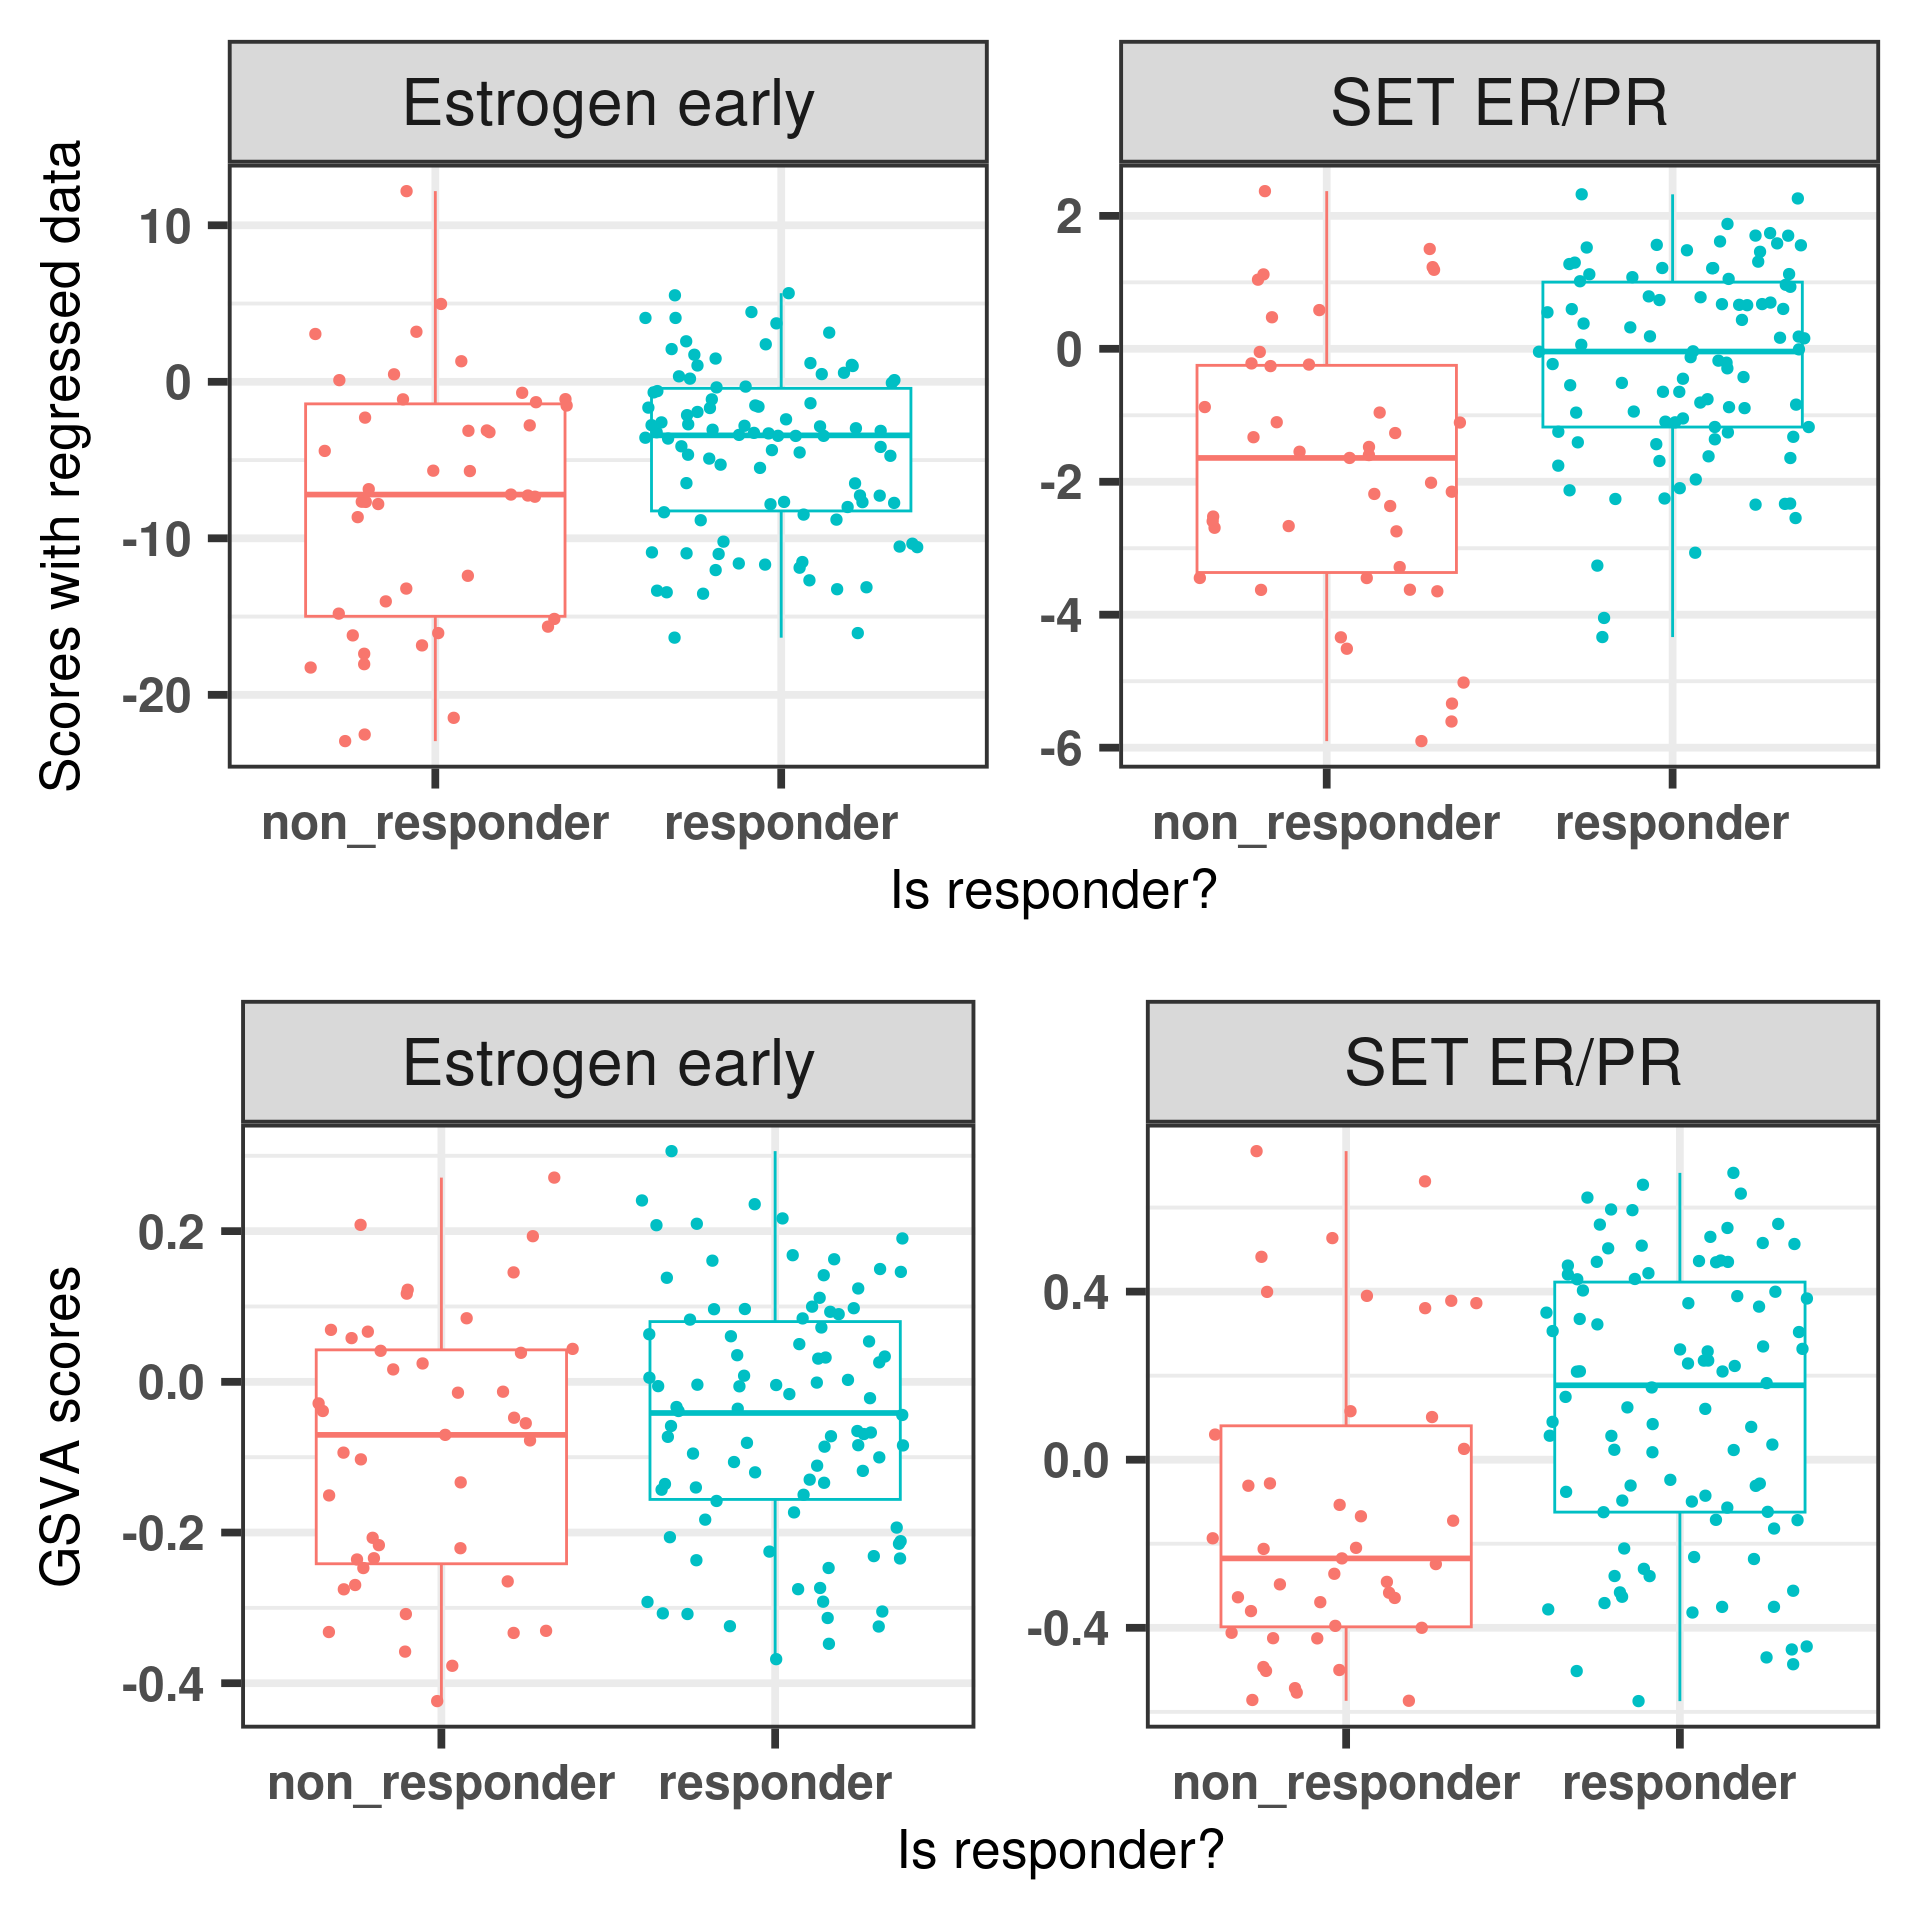 Estrogen early
SET ER/PR
Scores with regressed data
10
0
-10
-20
2
0
-2
-4
-6
non_responder
responder
non_responder
responder
Is responder?
Estrogen early
SET ER/PR
GSVA scores
0.2
0.0
-0.2
-0.4
0.4
0.0
-0.4
non_responder
responder
non_responder
responder
Is responder?